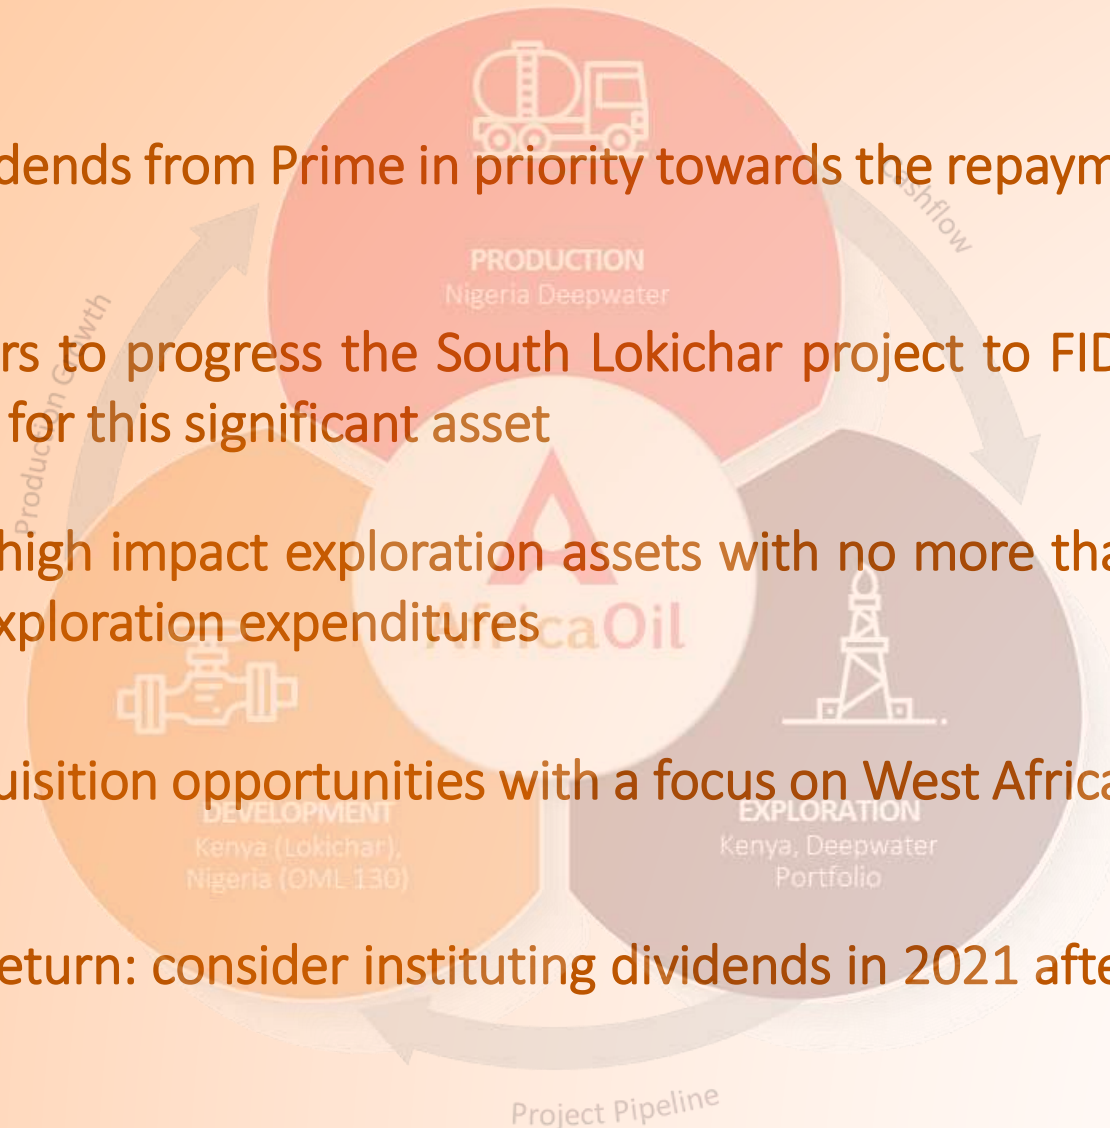 dends from Prime in priority towards the repaym
Cashflow
PRODUCTION
Nigeria Deepwater
Production Growth
rs to progress the South Lokichar project to FID
for this significant asset
high impact exploration assets with no more tha
xploration expenditures
AfricaOil
uisition opportunities with a focus on West Africa
DEVELOPMENT
Kenya (Lokichar),
Nigeria (OML 130)
EXPLORATION
Kenya, Deepwater
Portfolio
eturn: consider instituting dividends in 2021 afte
Project Pipeline